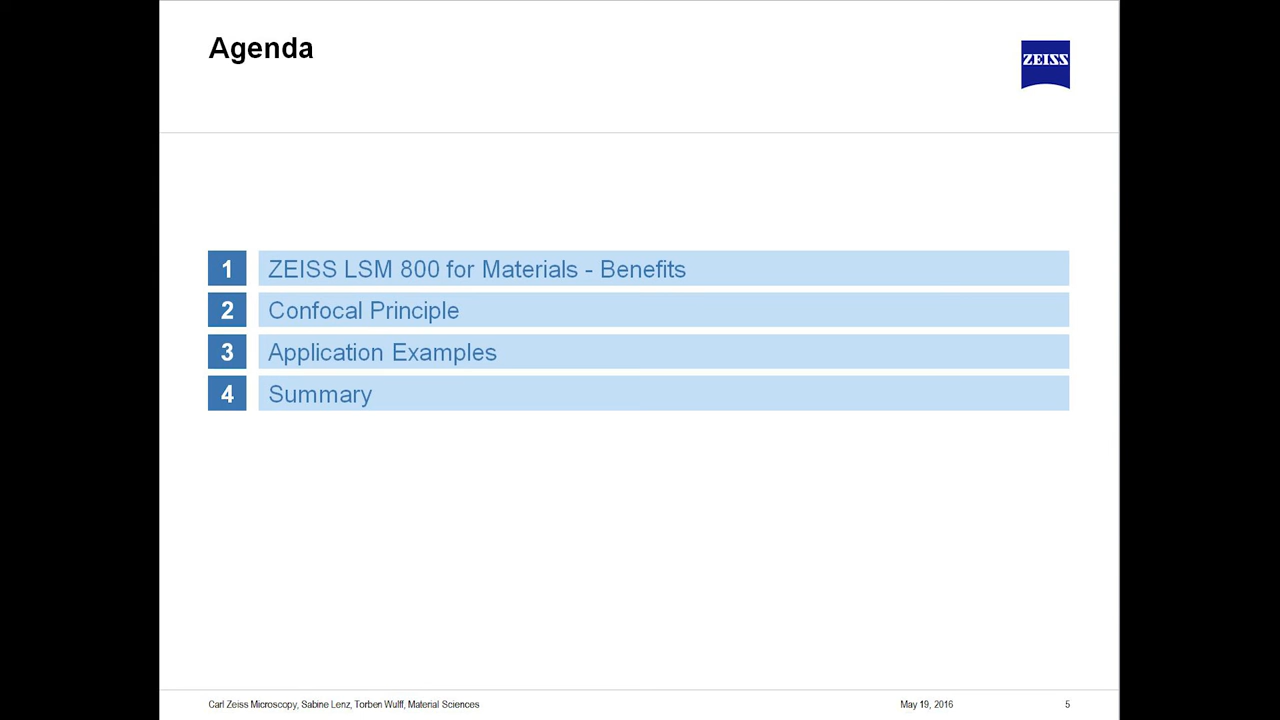 Agenda
ZEISS
1 ZEISS LSM 800 for Materials - Benefits
2 Confocal Principle
3 Application Examples
4 Summary
Carl Zeiss Microscopy, Sabine Lenz, Torben Wulff, Material Sciences May 19, 2016 5